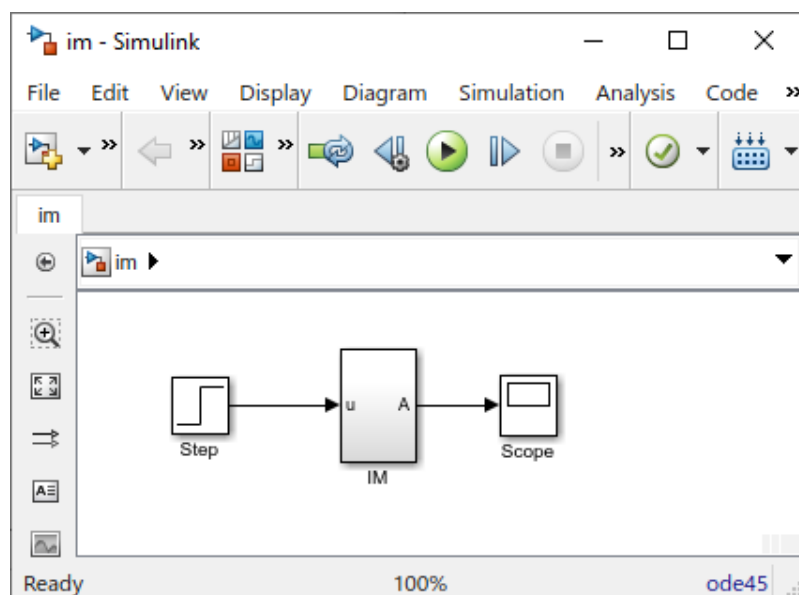 im - Simulink
File Edit View Display Diagram Simulation Analysis Code »
» » » »
im
im
u A
Step
Scope
IM
Ready 100% ode45